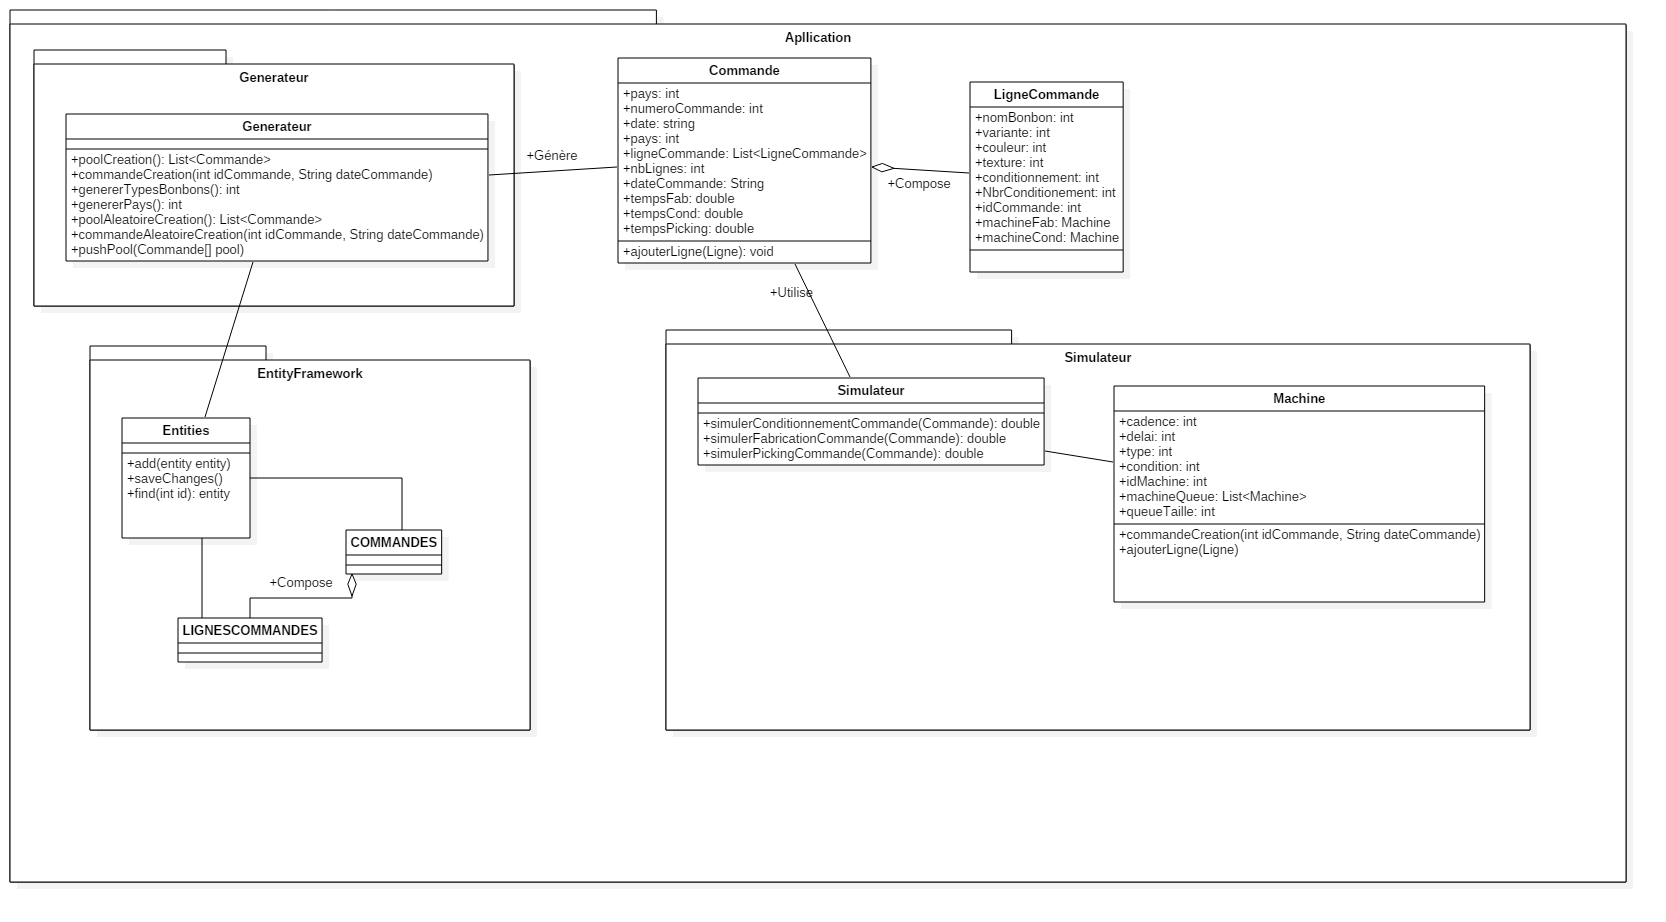 Apllication
Generateur
Generateur
+poolCreation(): List<Commande>
+commandeCreation(int idCommande, String dateCommande)
+genererTypesBonbons(): int
+genererPays(): int
+poolAleatoireCreation(): List<Commande>
+commandeAleatoireCreation(int idCommande, String dateCommande)
+pushPool(Commande[] pool)
+Génère
Commande
+pays: int
+numeroCommande: int
+date: string
+pays: int
+ligneCommande: List<LigneCommande>
+nbLignes: int
+dateCommande: String
+tempsFab: double
+tempsCond: double
+tempsPicking: double
+ajouterLigne(Ligne): void
+Compose
LigneCommande
+nomBonbon: int
+variante: int
+couleur: int
+texture: int
+conditionnement: int
+NbrConditionement: int
+idCommande: int
+machineFab: Machine
+machineCond: Machine
+Utilise
EntityFramework
Entities
+add(entity entity)
+saveChanges()
+find(int id): entity
COMMANDES
+Compose
LIGNESCOMMANDES
Simulateur
Simulateur
+simulerConditionnementCommande(Commande): double
+simulerFabricationCommande(Commande): double
+simulerPickingCommande(Commande): double
Machine
+cadence: int
+delai: int
+type: int
+condition: int
+idMachine: int
+machineQueue: List<Machine>
+queueTaille: int
+commandeCreation(int idCommande, String dateCommande)
+ajouterLigne(Ligne)